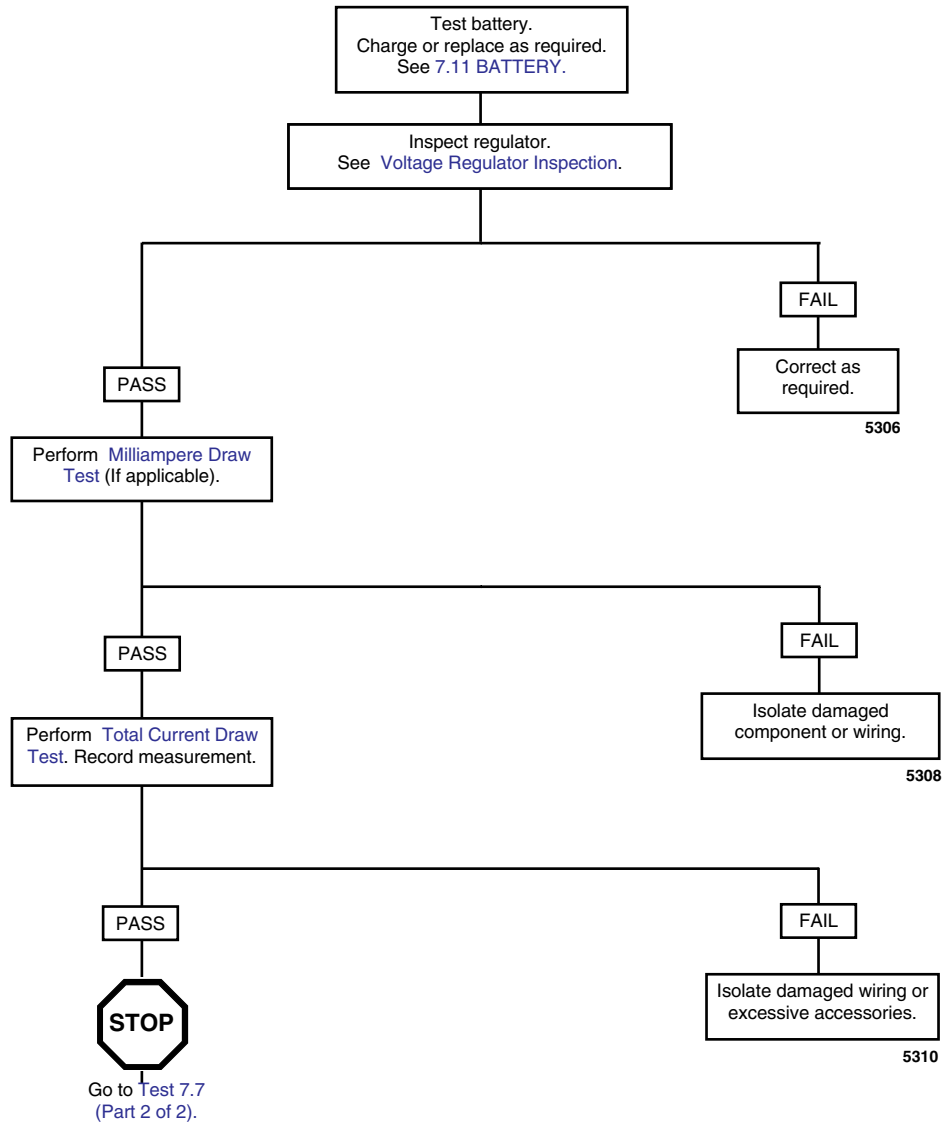 Test battery.
Charge or replace as required.
See 7.11 BATTERY.
Inspect regulator.
See Voltage Regulator Inspection.
FAIL
Correct as
required.
5306
PASS
Perform Milliampere Draw
Test (If applicable).
FAIL
Isolate damaged
component or wiring.
5308
PASS
Perform Total Current Draw
Test. Record measurement.
FAIL
Isolate damaged wiring or
excessive accessories.
5310
PASS
STOP
Go to Test 7.7
(Part 2 of 2).